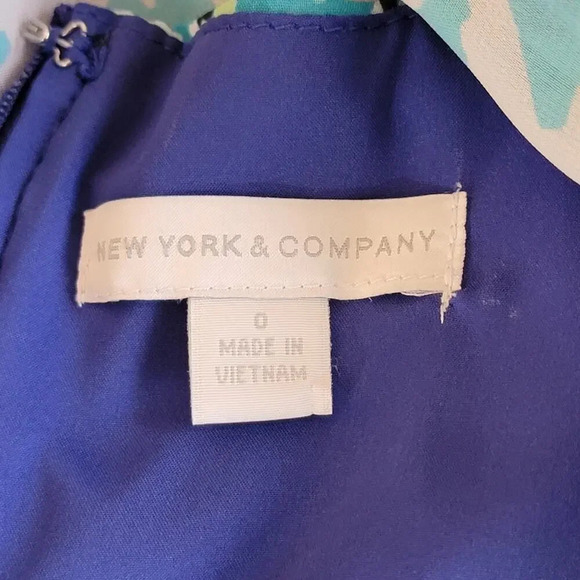 NEW YORK & COMPANY
0
MADE IN
VIETNAM